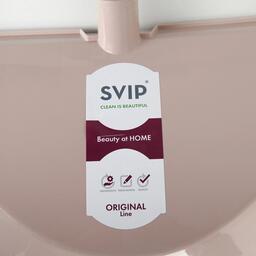 SVIP®
CLEAN IS BEAUTIFUL
Beauty at HOME
ORIGINAL
Line